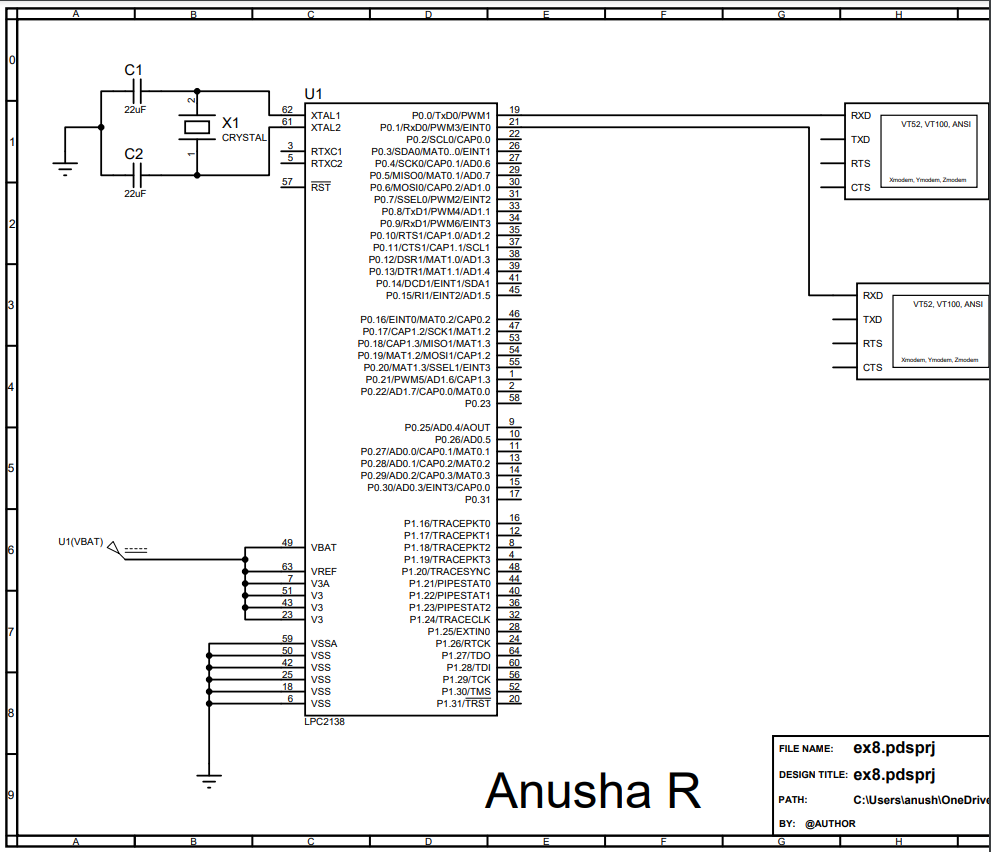 A B C D E F G H
0
1
2
3
4
5
6
7
8
9
C1
22uF
C2
22uF
2
1
X1
CRYSTAL
U1
62 XTAL1
61 XTAL2
3 RTXC1
5 RTXC2
57 RST
49 VBAT
63 VREF
7 V3A
51 V3
43 V3
23 V3
59 VSSA
50 VSS
42 VSS
25 VSS
18 VSS
6 VSS
U1(VBAT)
P0.0/TxD0/PWM1 19
P0.1/RxD0/PWM3/EINT0 21
P0.2/SCL0/CAP0.0 22
P0.3/SDA0/MAT0..0/EINT1 26
P0.4/SCK0/CAP0.1/AD0.6 27
P0.5/MISO0/MAT0.1/AD0.7 29
P0.6/MOSI0/CAP0.2/AD1.0 30
P0.7/SSEL0/PWM2/EINT2 31
P0.8/TxD1/PWM4/AD1.1 33
P0.9/RxD1/PWM6/EINT3 34
P0.10/RTS1/CAP1.0/AD1.2 35
P0.11/CTS1/CAP1.1/SCL1 37
P0.12/DSR1/MAT1.0/AD1.3 38
P0.13/DTR1/MAT1.1/AD1.4 39
P0.14/DCD1/EINT1/SDA1 41
P0.15/RI1/EINT2/AD1.5 45
P0.16/EINT0/MAT0.2/CAP0.2 46
P0.17/CAP1.2/SCK1/MAT1.2 47
P0.18/CAP1.3/MISO1/MAT1.3 53
P0.19/MAT1.2/MOSI1/CAP1.2 54
P0.20/MAT1.3/SSEL1/EINT3 55
P0.21/PWM5/AD1.6/CAP1.3 1
P0.22/AD1.7/CAP0.0/MAT0.0 2
P0.23 58
P0.25/AD0.4/AOUT 9
P0.26/AD0.5 10
P0.27/AD0.0/CAP0.1/MAT0.1 11
P0.28/AD0.1/CAP0.2/MAT0.2 13
P0.29/AD0.2/CAP0.3/MAT0.3 14
P0.30/AD0.3/EINT3/CAP0.0 15
P0.31 17
P1.16/TRACEPKT0 16
P1.17/TRACEPKT1 12
P1.18/TRACEPKT2 8
P1.19/TRACEPKT3 4
P1.20/TRACESYNC 48
P1.21/PIPESTAT0 44
P1.22/PIPESTAT1 40
P1.23/PIPESTAT2 36
P1.24/TRACECLK 32
P1.25/EXTIN0 28
P1.26/RTCK 24
P1.27/TDO 64
P1.28/TDI 60
P1.29/TCK 56
P1.30/TMS 52
P1.31/TRST 20
LPC2138
RXD
TXD
RTS
CTS
VT52, VT100, ANSI
Xmodem, Ymodem, Zmodem
RXD
TXD
RTS
CTS
VT52, VT100, ANSI
Xmodem, Ymodem, Zmodem
Anusha R
FILE NAME: ex8.pdsprj
DESIGN TITLE: ex8.pdsprj
PATH: C:\Users\anush\OneDrive
BY: @AUTHOR
A B C D E F G H